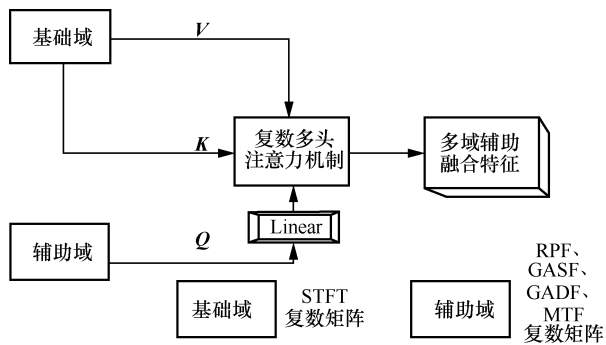 基础域
V
K
复数多头
注意力机制
多域辅助
融合特征
Linear
辅助域
Q
基础域
STFT
复数矩阵
辅助域
RPF、
GASF、
GADF、
MTF
复数矩阵